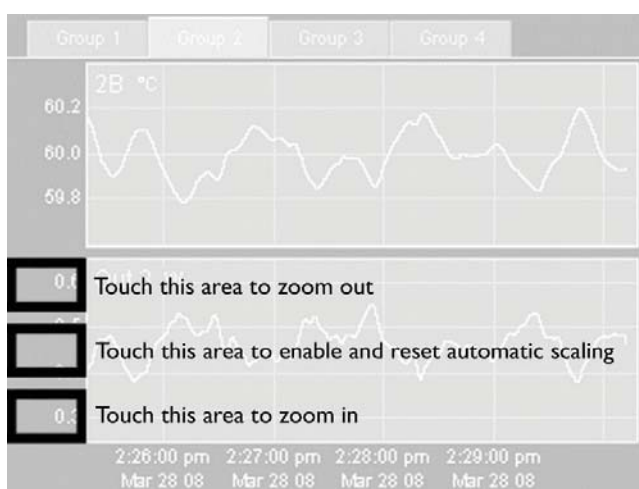 Group 1 Group 2 Group 3 Group 4
2B °C
60.2
60.0
59.8
Touch this area to zoom out
Touch this area to enable and reset automatic scaling
0.3 Touch this area to zoom in
2:26:00 pm 2:27:00 pm 2:28:00 pm 2:29:00 pm
Mar 28 08 Mar 28 08 Mar 28 08 Mar 28 08